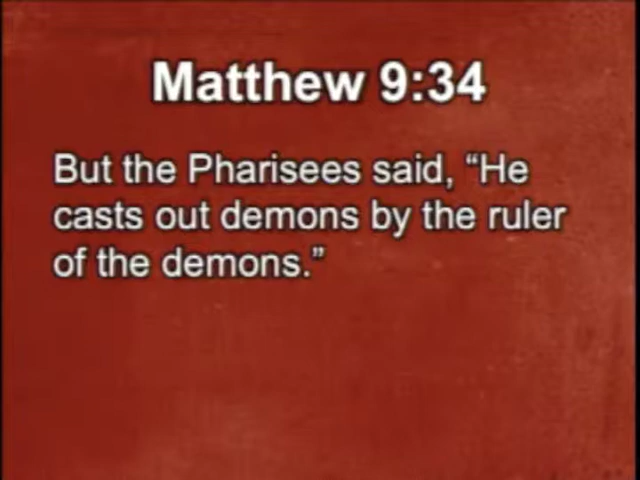 Matthew 9:34
But the Pharisees said, “He
casts out demons by the ruler
of the demons.”